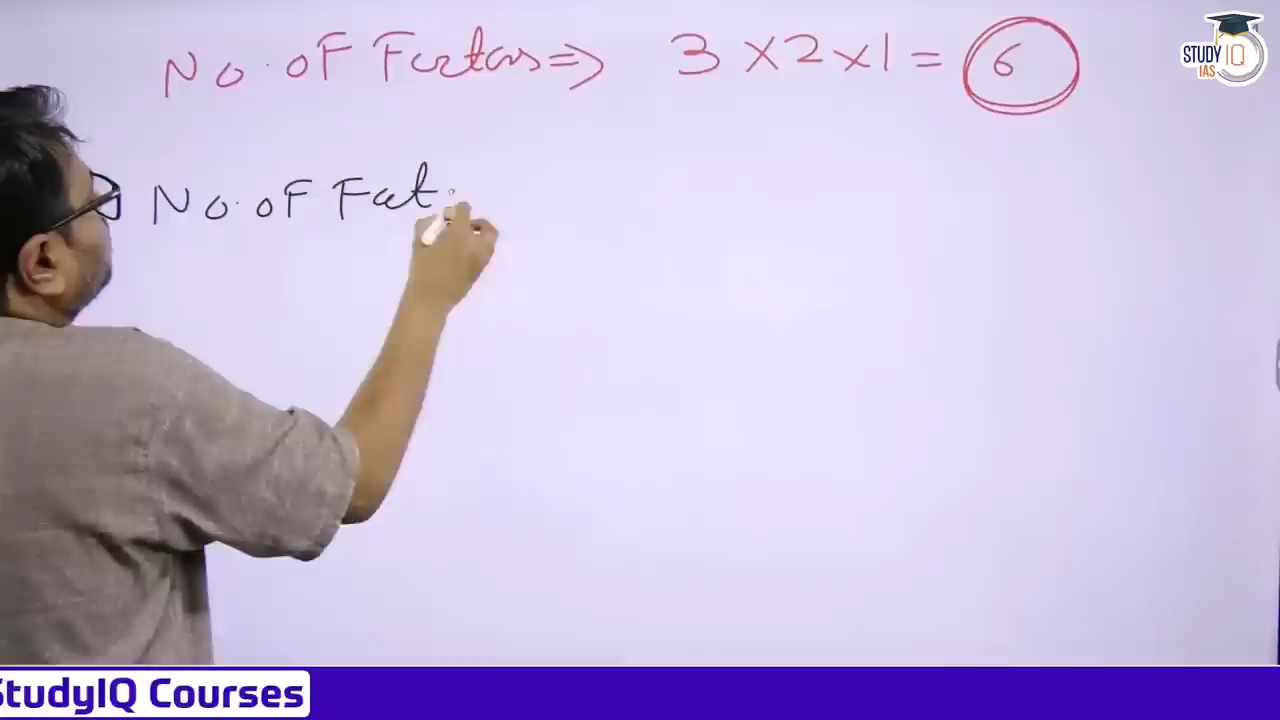 No. of Factors ⇒ 3 × 2 × 1 = 6
STUDY IQ
IAS
No. of Fact
StudyIQ Courses